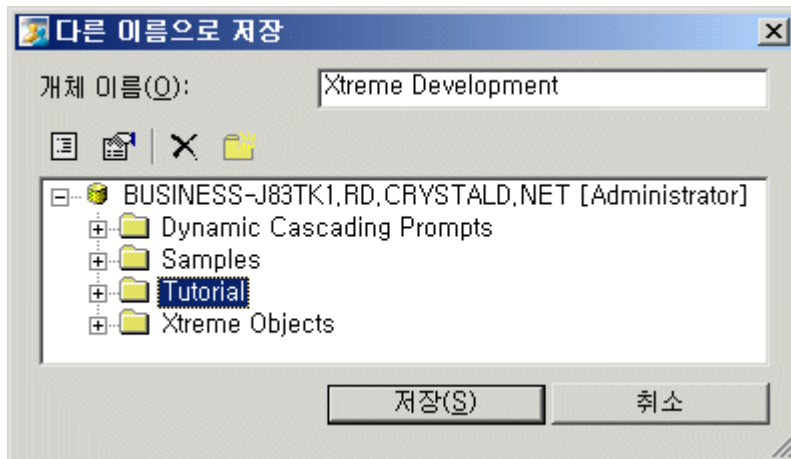 다른 이름으로 저장
개체 이름(O): Xtreme Development
BUSINESS-J83TK1,RD,CRYSTALD,NET [Administrator]
Dynamic Cascading Prompts
Samples
Tutorial
Xtreme Objects
저장(S) 취소